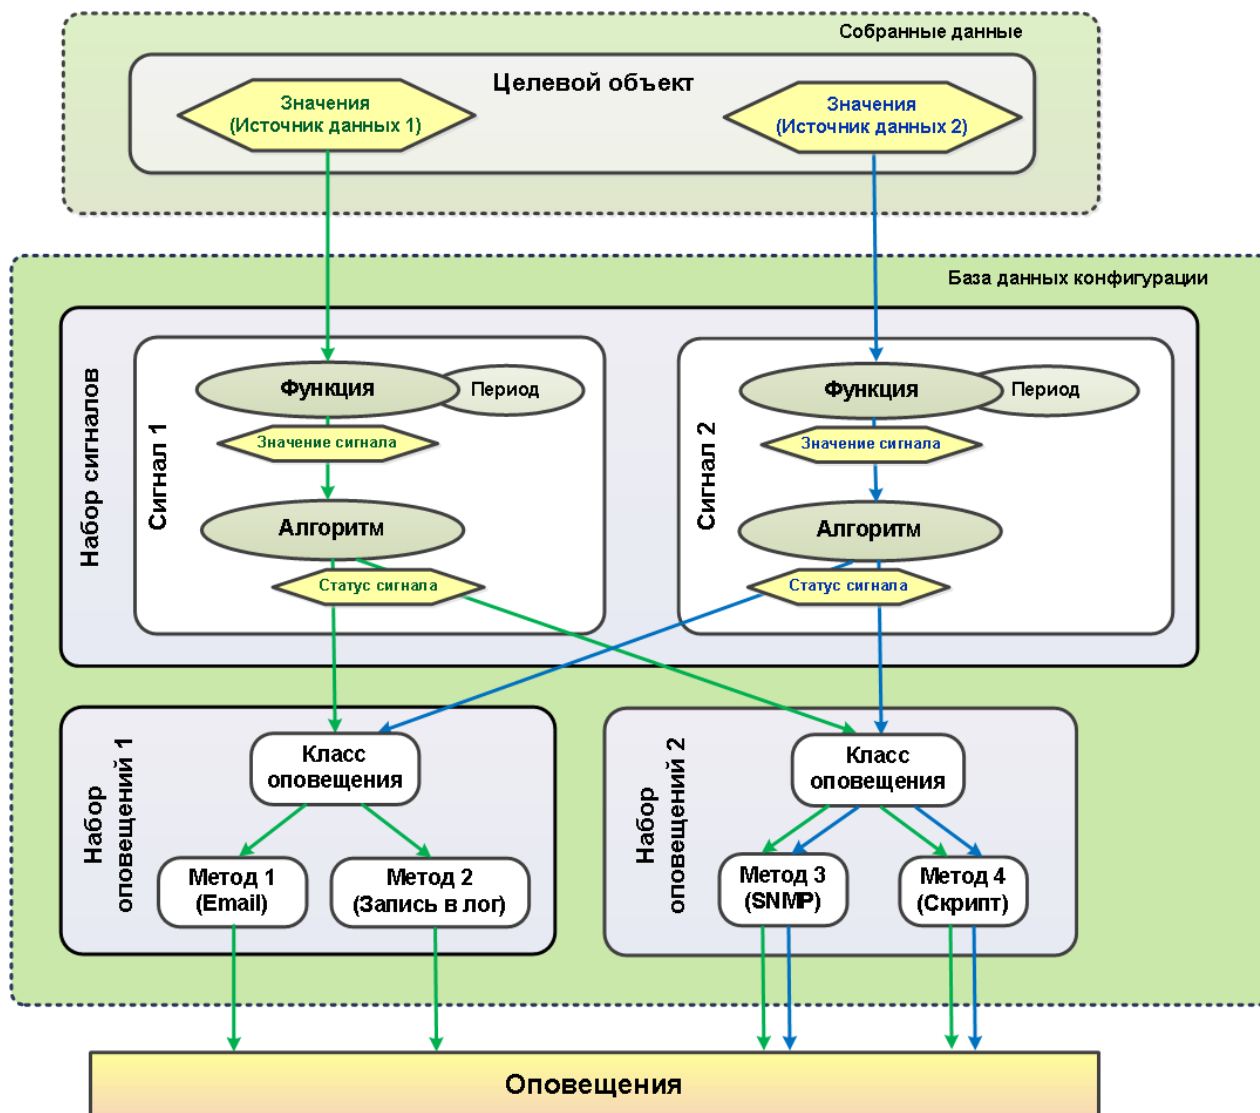 Собранные данные
Целевой объект
Значения
(Источник данных 1)
Значения
(Источник данных 2)
База данных конфигурации
Набор сигналов
Сигнал 1
Функция
Период
Значение сигнала
Алгоритм
Статус сигнала
Сигнал 2
Функция
Период
Значение сигнала
Алгоритм
Статус сигнала
Набор
оповещений 1
Класс
оповещения
Метод 1
(Email)
Метод 2
(Запись в лог)
Набор
оповещений 2
Класс
оповещения
Метод 3
(SNMP)
Метод 4
(Скрипт)
Оповещения